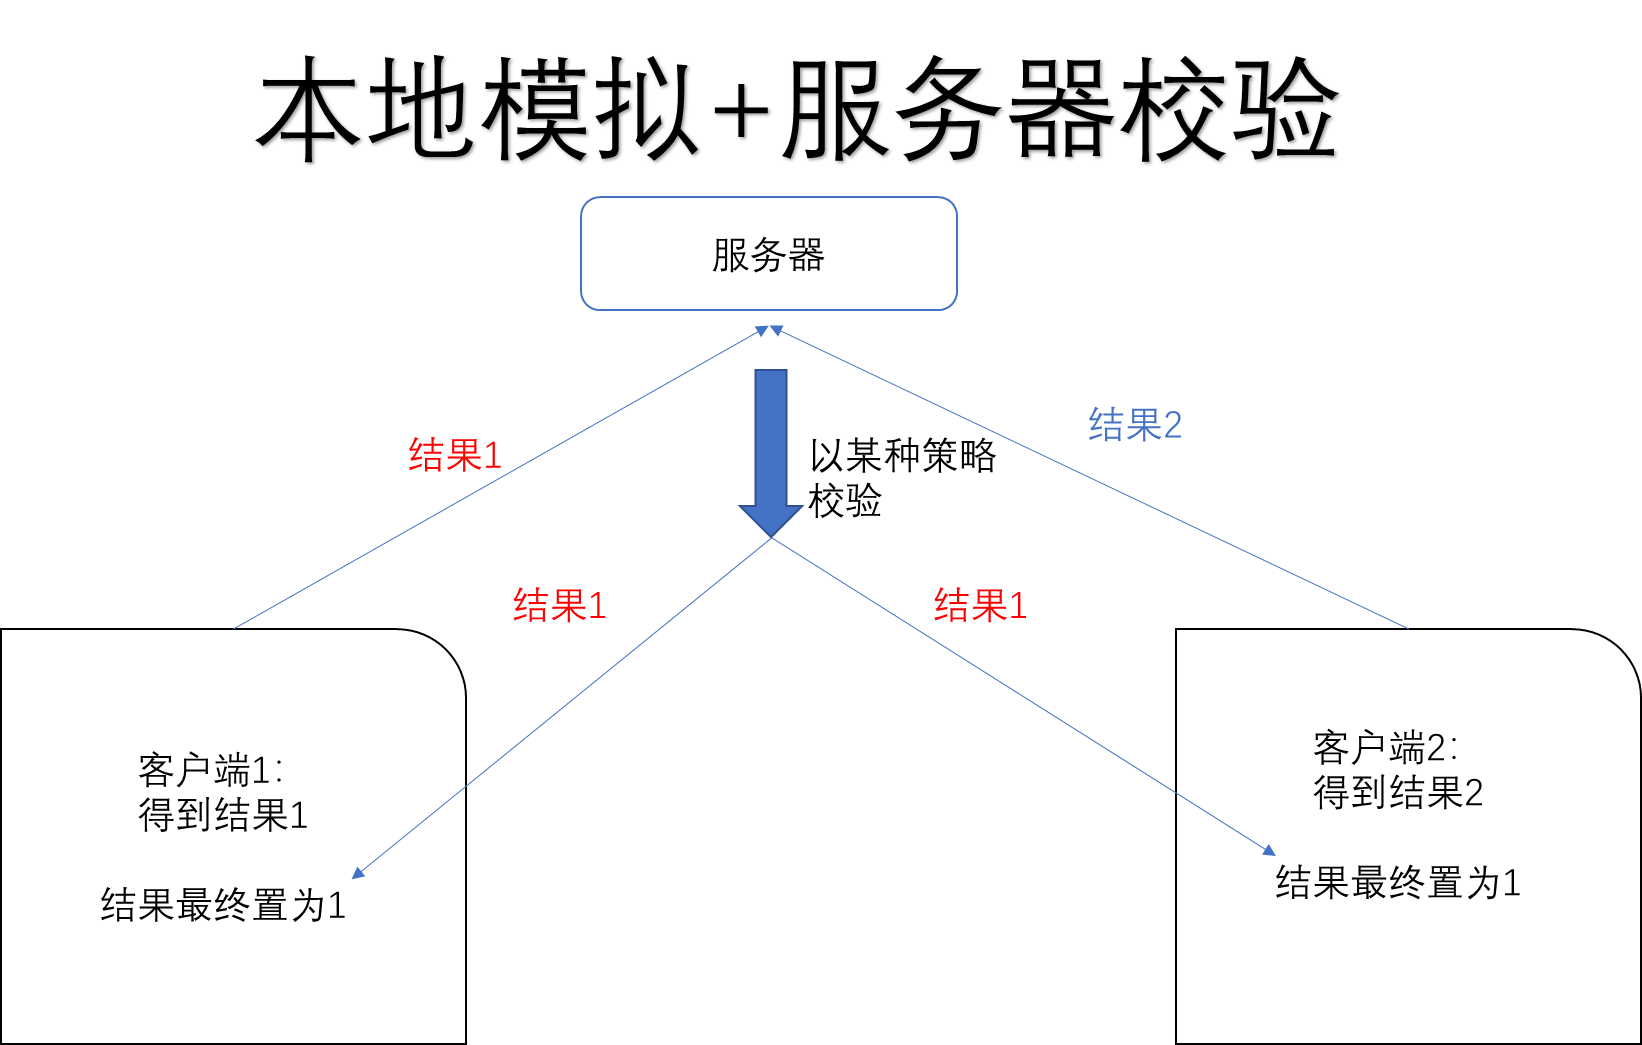 本地模拟+服务器校验
服务器
结果1
结果2
以某种策略
校验
结果1
结果1
客户端1：
得到结果1
结果最终置为1
客户端2：
得到结果2
结果最终置为1